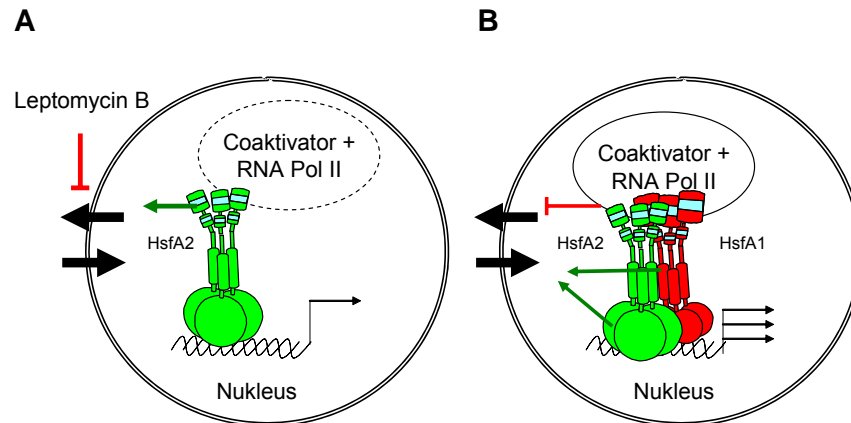 A
B
Leptomycin B
Coaktivator +
RNA Pol II
HsfA2
Nukleus
Coaktivator +
RNA Pol II
HsfA2
HsfA1
Nukleus